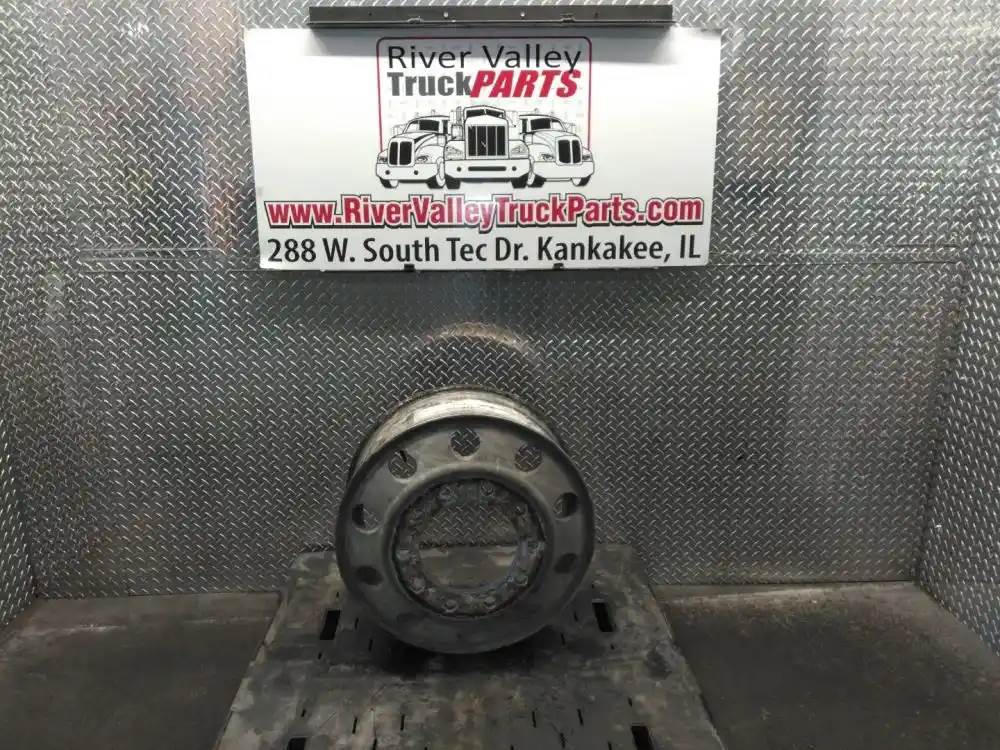 River Valley
TruckPARTS
www.RiverValleyTruckParts.com
288 W. South Tec Dr. Kankakee, IL